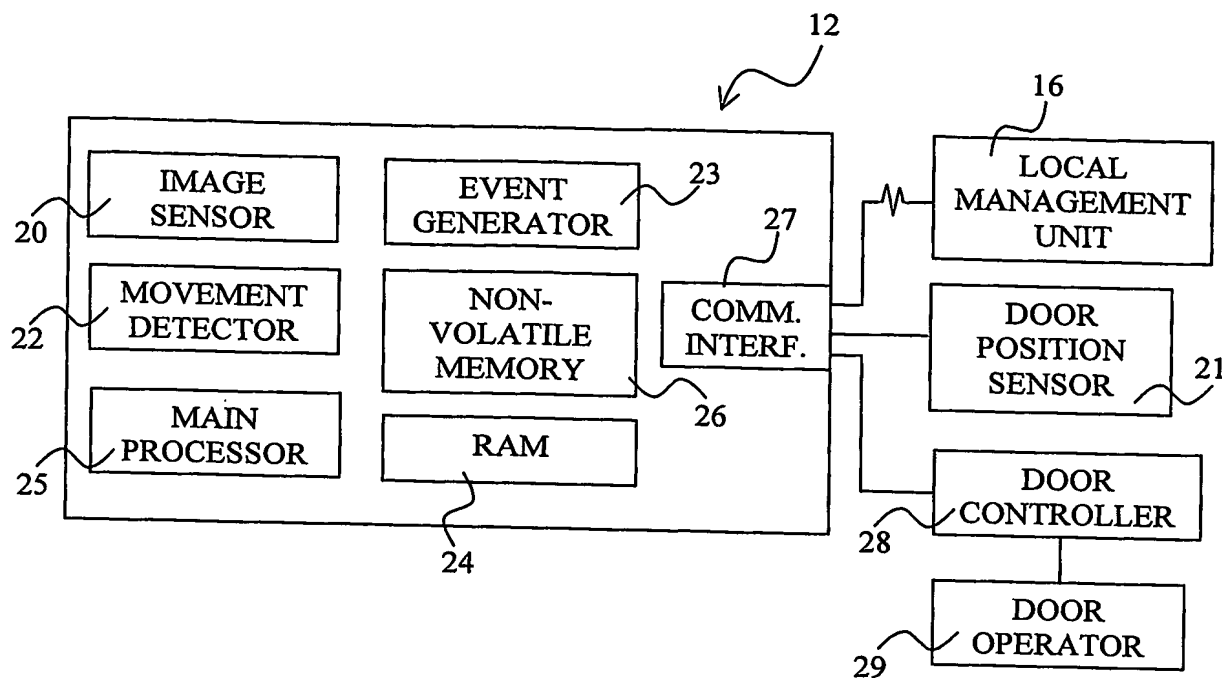 12
16
IMAGE
SENSOR
20
EVENT
GENERATOR
23
27
LOCAL
MANAGEMENT
UNIT
MOVEMENT
DETECTOR
22
NON-
VOLATILE
MEMORY
26
COMM.
INTERF.
DOOR
POSITION
SENSOR
21
MAIN
PROCESSOR
25
RAM
24
DOOR
CONTROLLER
28
DOOR
OPERATOR
29